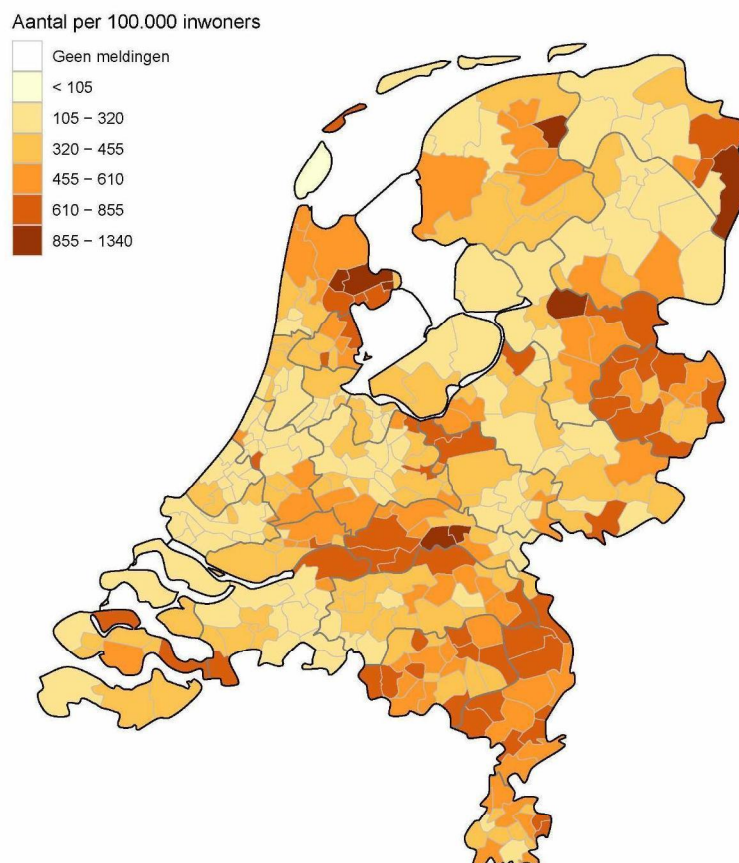 Aantal per 100.000 inwoners
Geen meldingen
< 105
105 – 320
320 – 455
455 – 610
610 – 855
855 – 1340